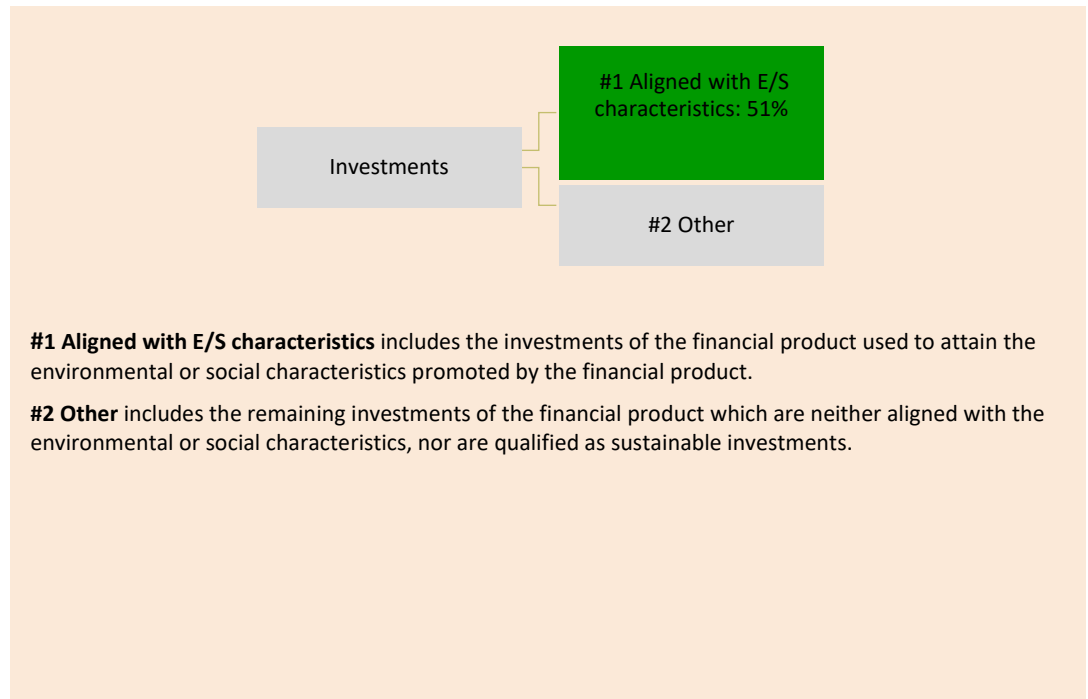 #1 Aligned with E/S
characteristics: 51%
Investments
#2 Other
#1 Aligned with E/S characteristics includes the investments of the financial product used to attain the
environmental or social characteristics promoted by the financial product.
#2 Other includes the remaining investments of the financial product which are neither aligned with the
environmental or social characteristics, nor are qualified as sustainable investments.